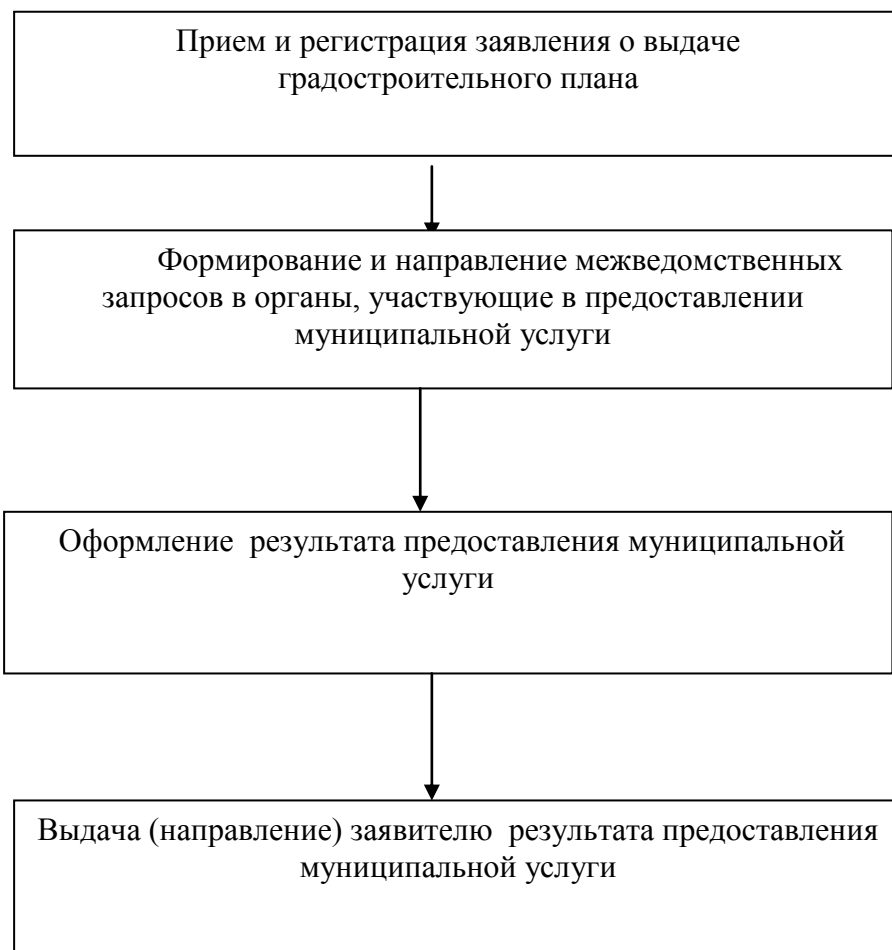 Прием и регистрация заявления о выдаче
градостроительного плана
Формирование и направление межведомственных
запросов в органы, участвующие в предоставлении
муниципальной услуги
Оформление результата предоставления муниципальной
услуги
Выдача (направление) заявителю результата предоставления
муниципальной услуги